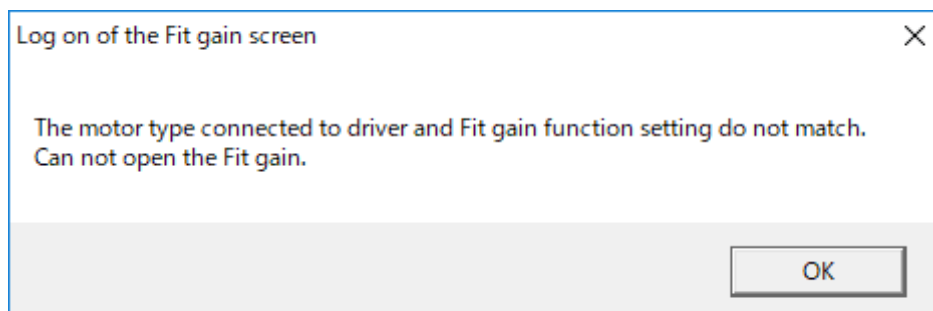 Log on of the Fit gain screen
The motor type connected to driver and Fit gain function setting do not match.
Can not open the Fit gain.
OK